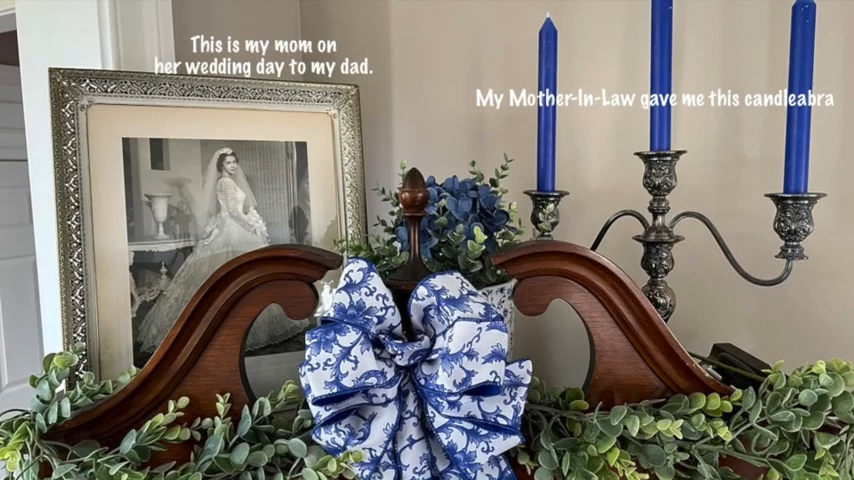 This is my mom on
her wedding day to my dad.
My Mother-In-Law gave me this candleabra